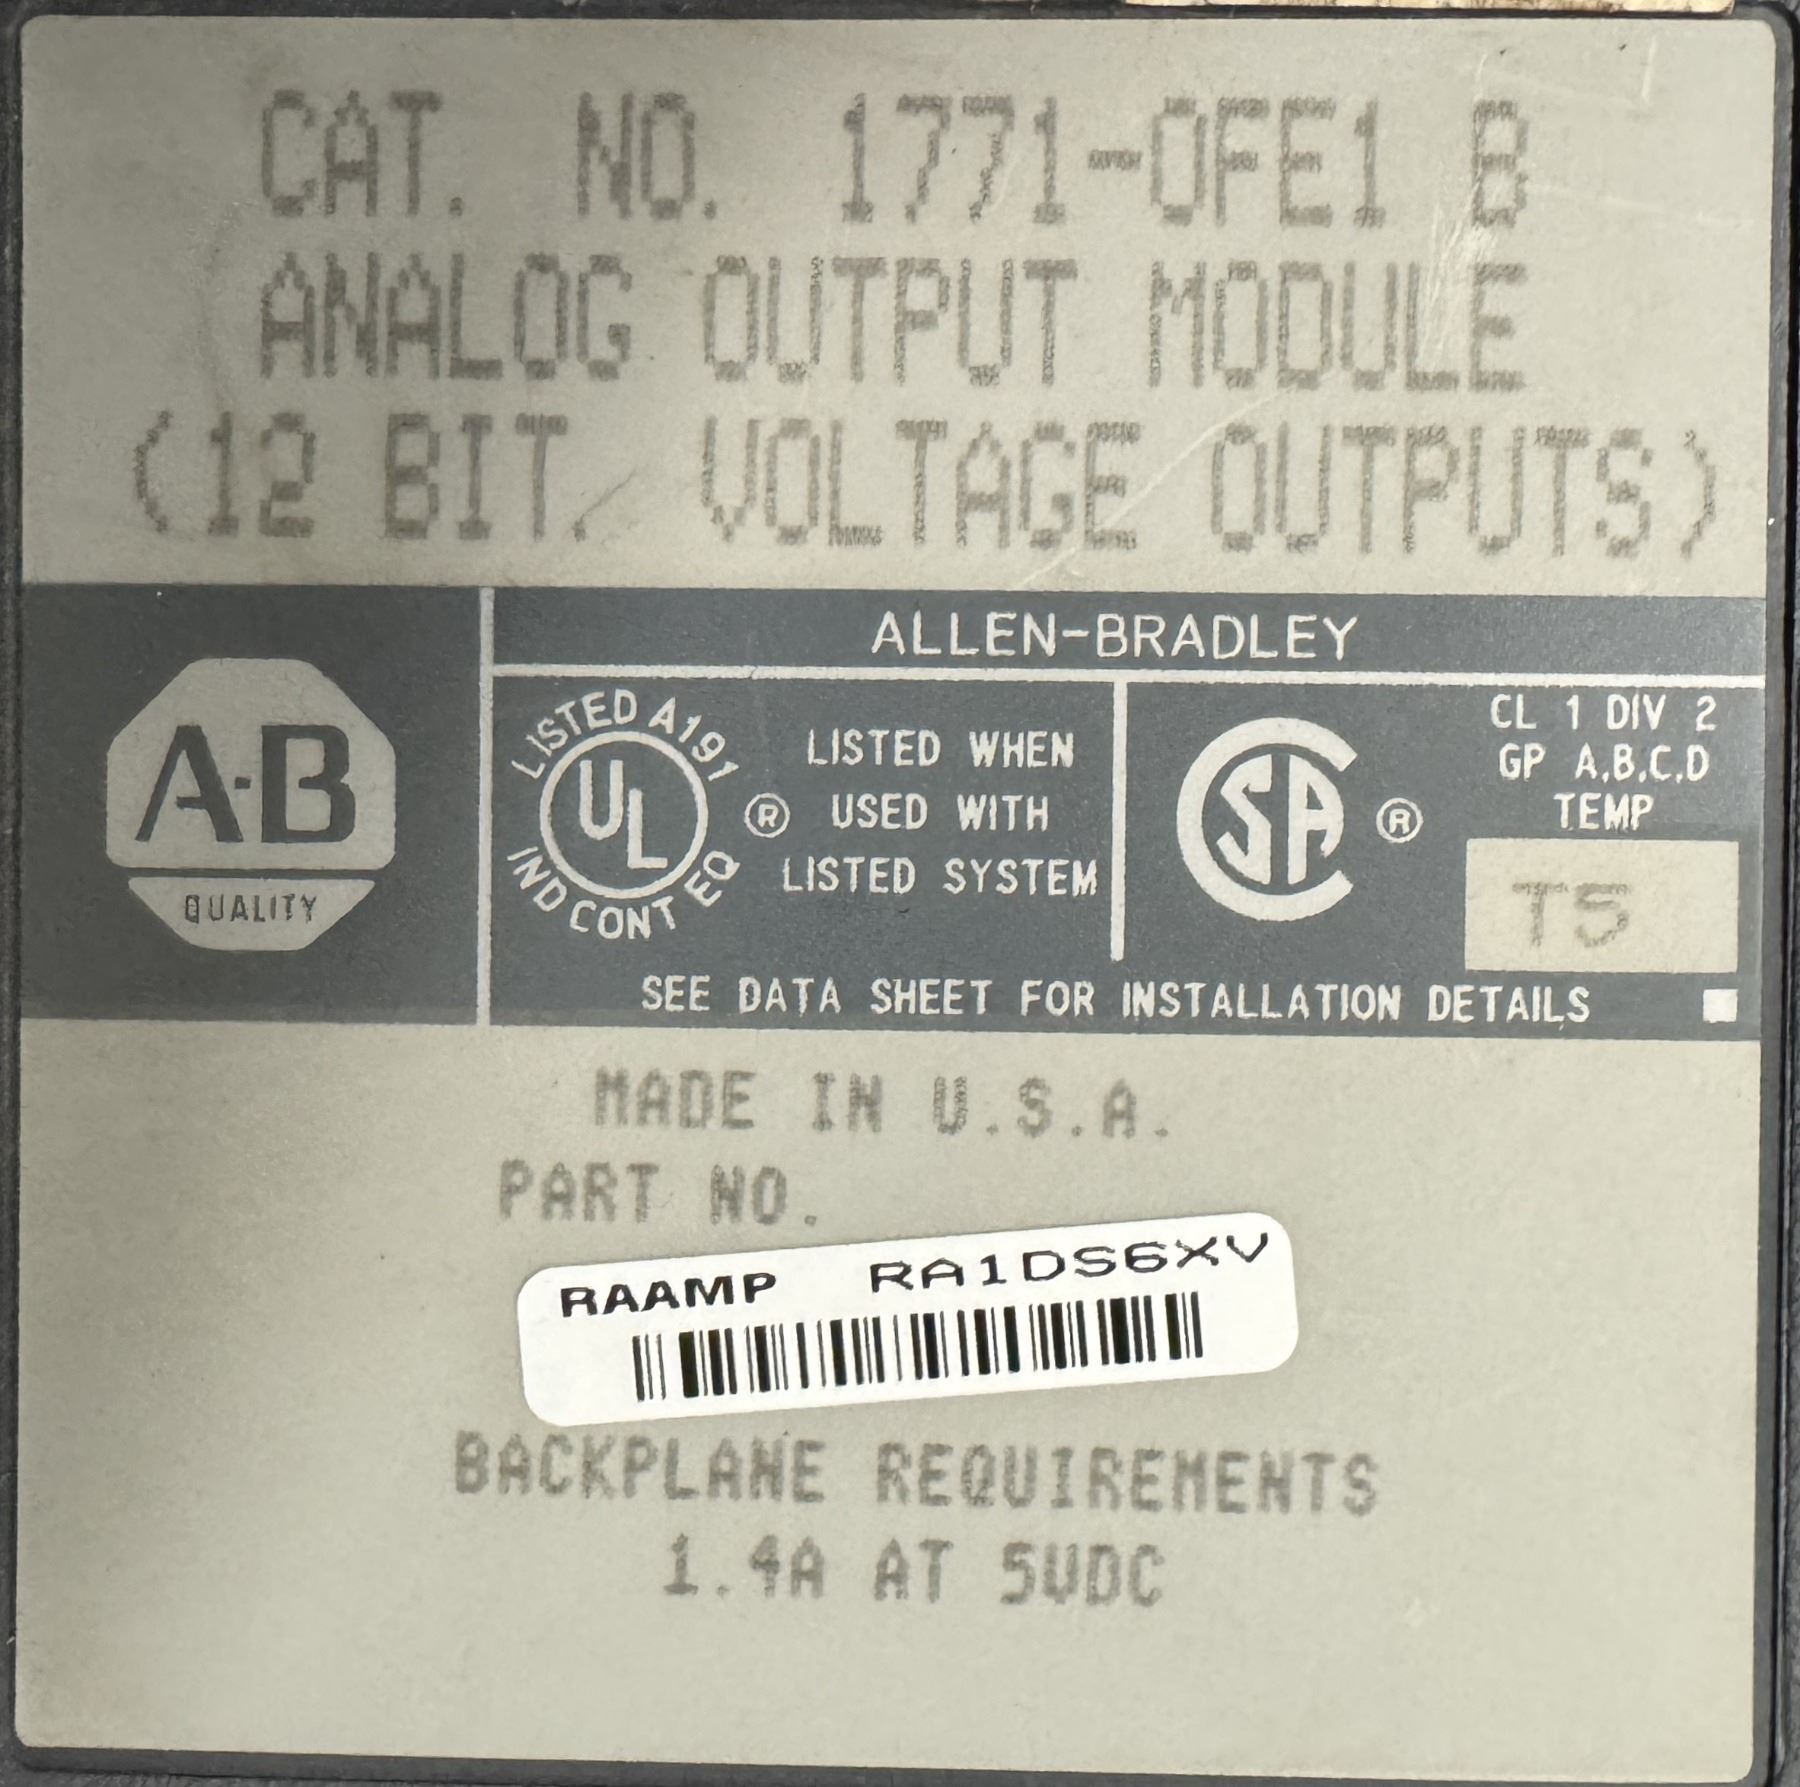 CAT. NO. 1771-OFE1 B
ANALOG OUTPUT MODULE
(12 BIT. VOLTAGE OUTPUTS)
ALLEN-BRADLEY
A-B
QUALITY
LISTED A191
UL
IND CONT EQ
®
LISTED WHEN
USED WITH
LISTED SYSTEM
CSA ®
CL 1 DIV 2
GP A,B,C,D
TEMP
T5
SEE DATA SHEET FOR INSTALLATION DETAILS
MADE IN U.S.A.
PART NO.
RAAMP RA1DS6XV
BACKPLANE REQUIREMENTS
1.4A AT 5VDC